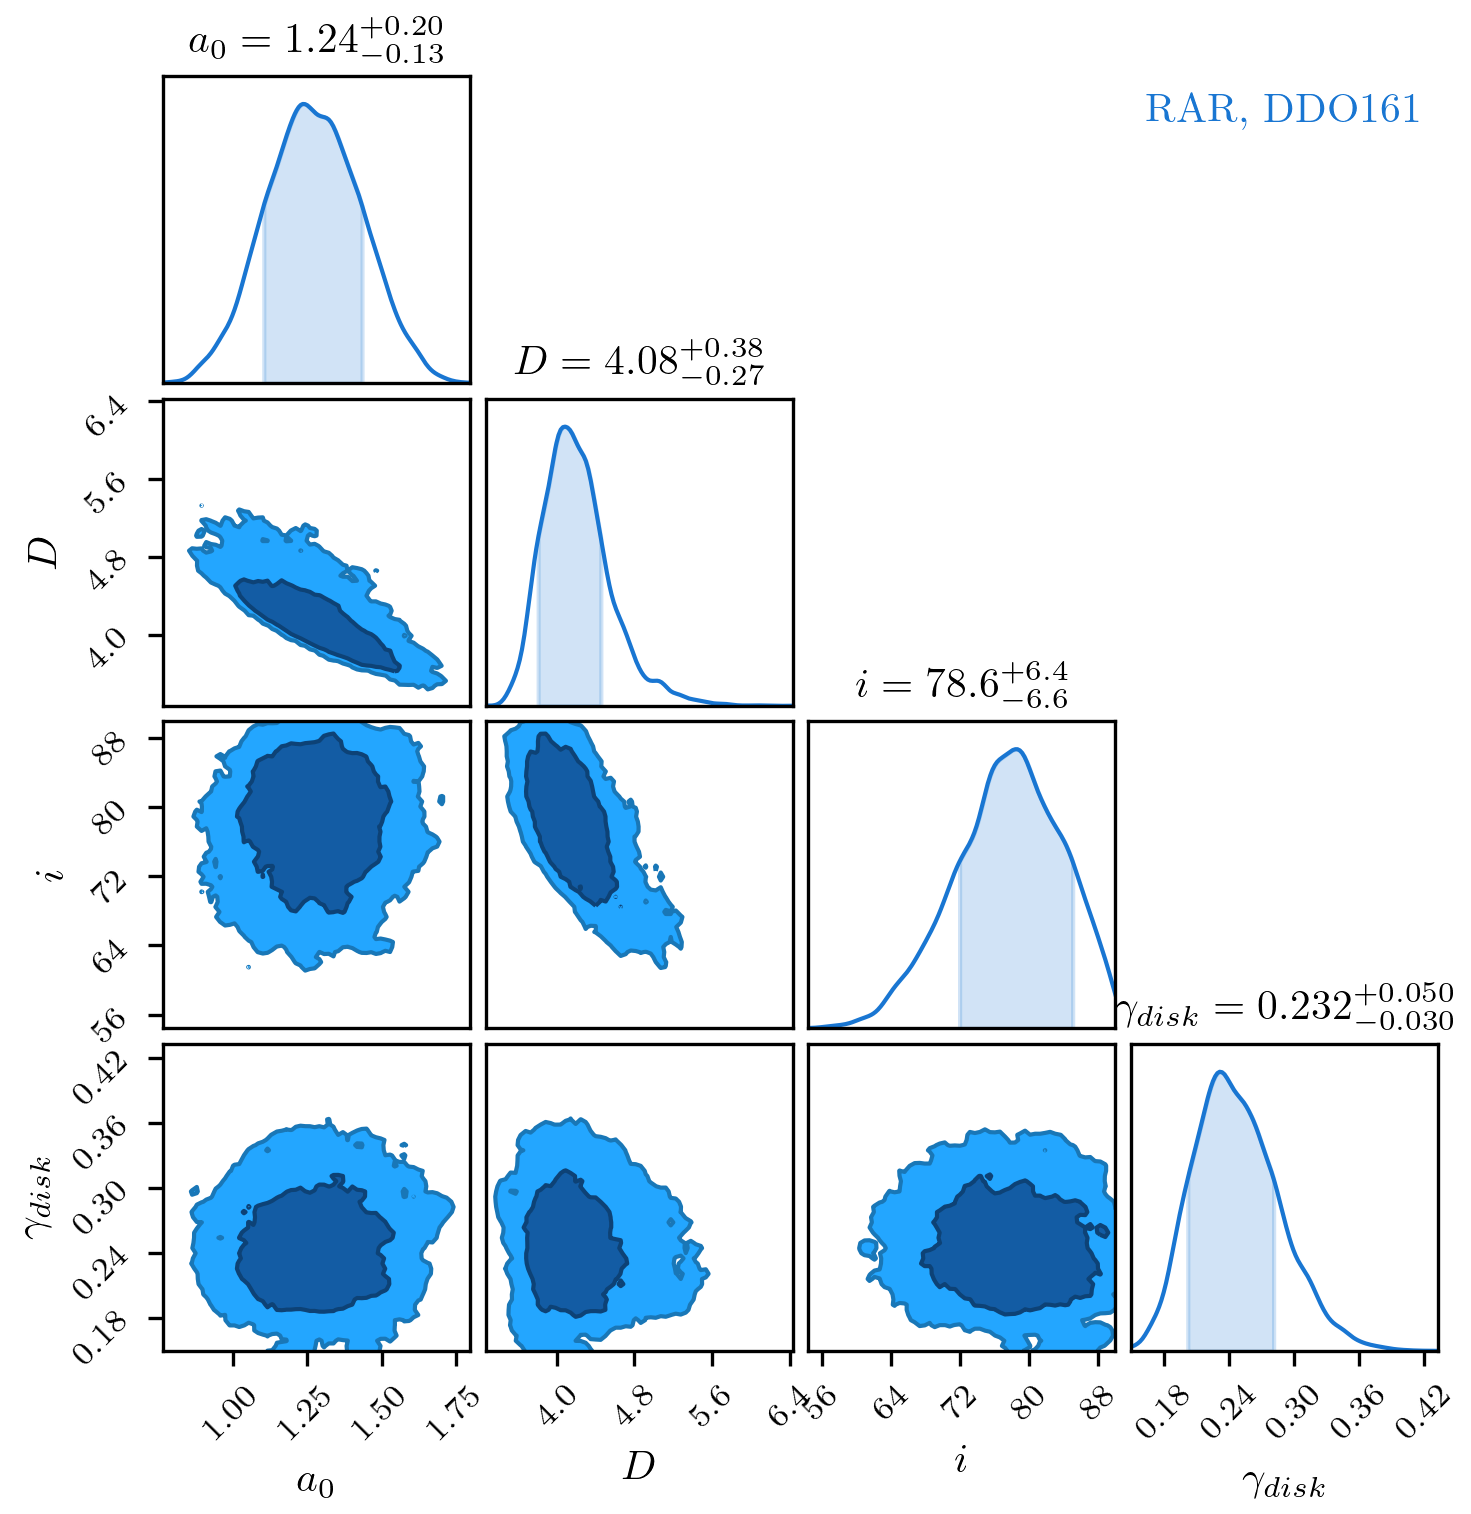 a₀ = 1.24⁺⁰·²⁰₋₀.₁₃
RAR, DDO161
D = 4.08⁺⁰·³⁸₋₀.₂₇
6.4
5.6
4.8
4.0
D
i = 78.6⁺⁶·⁴₋₆.₆
88
80
72
64
56
i
γ_disk = 0.232⁺⁰·⁰⁵⁰₋₀.₀₃₀
0.42
0.36
0.30
0.24
0.18
γ_disk
1.00 1.25 1.50 1.75 4.0 4.8 5.6 6.4 56 64 72 80 88 0.18 0.24 0.30 0.36 0.42
a₀ D i γ_disk